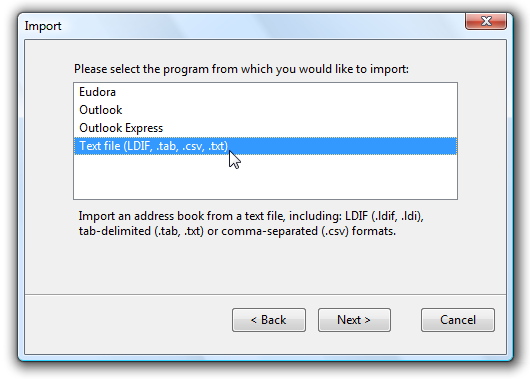 Import
Please select the program from which you would like to import:
Eudora
Outlook
Outlook Express
Text file (LDIF, .tab, .csv, .txt)
Import an address book from a text file, including: LDIF (.ldif, .ldi),
tab-delimited (.tab, .txt) or comma-separated (.csv) formats.
< Back
Next >
Cancel